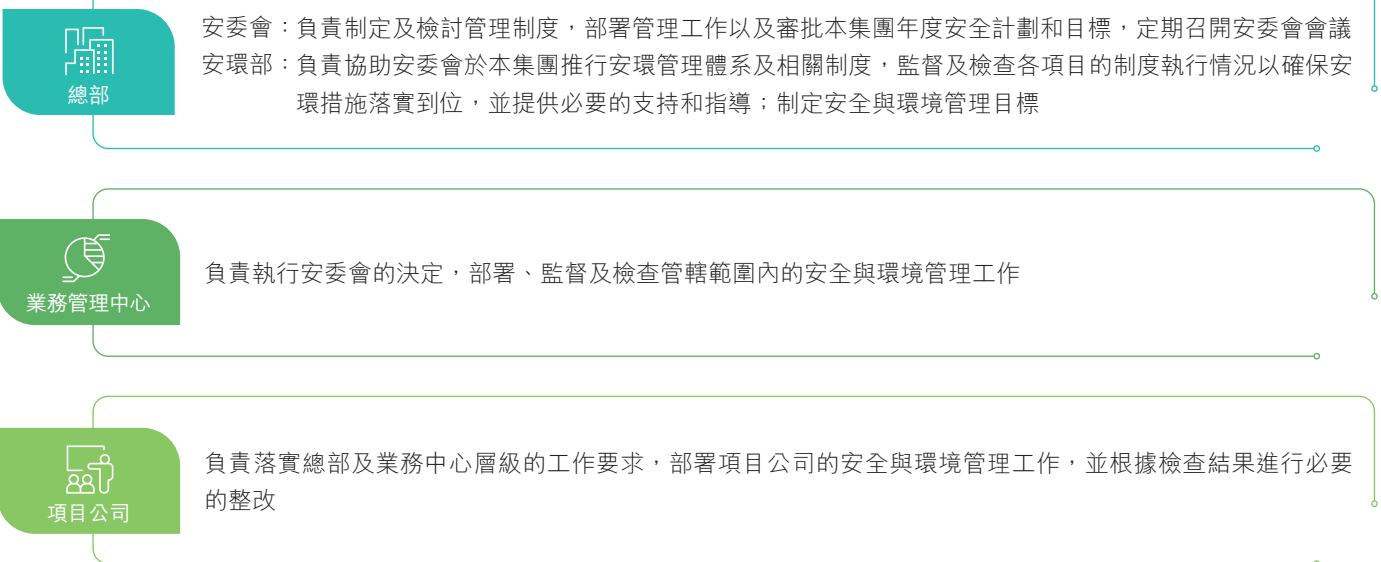 安委會：負責制定及檢討管理制度，部署管理工作以及審批本集團年度安全計劃和目標，定期召開安委會會議
安環部：負責協助安委會於本集團推行安環管理體系及相關制度，監督及檢查各項目的制度執行情況以確保安
環措施落實到位，並提供必要的支持和指導；制定安全與環境管理目標
總部
負責執行安委會的決定，部署、監督及檢查管轄範圍內的安全與環境管理工作
業務管理中心
負責落實總部及業務中心層級的工作要求，部署項目公司的安全與環境管理工作，並根據檢查結果進行必要
的整改
項目公司